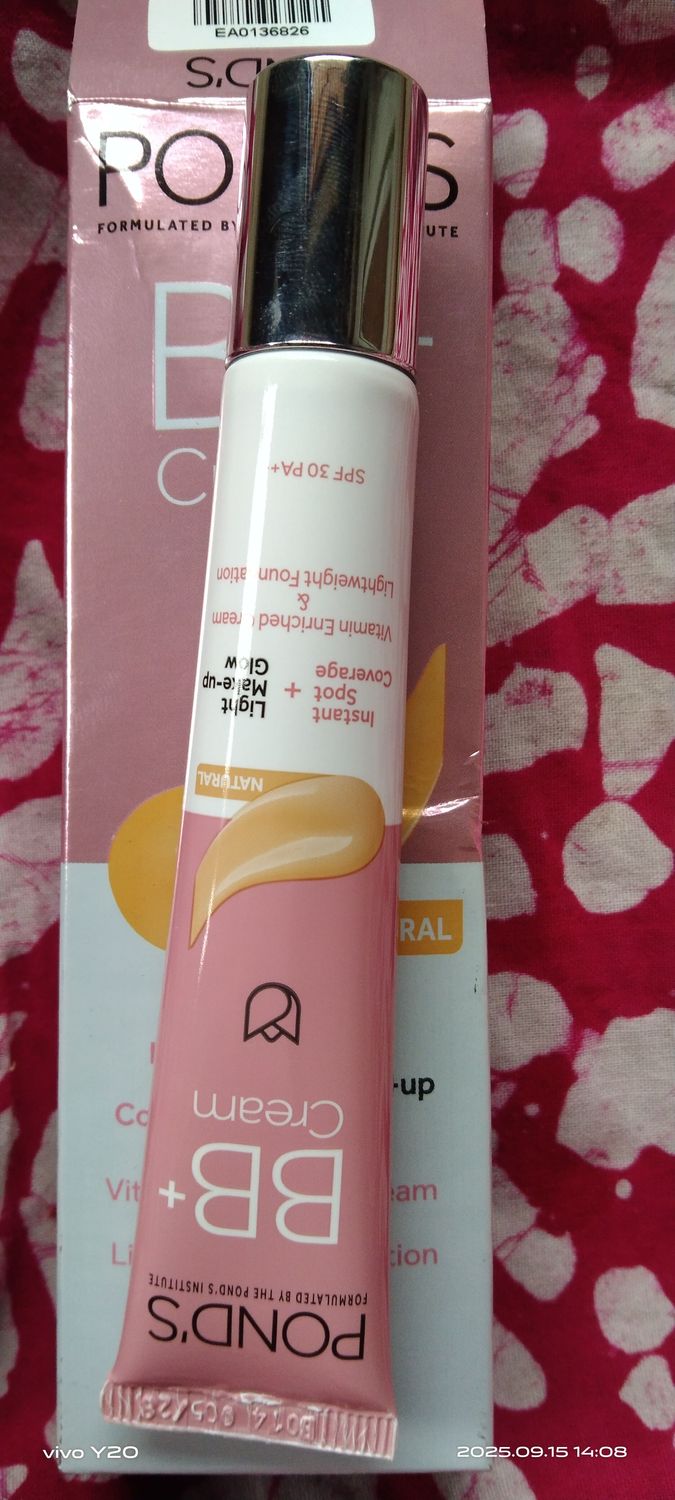 EA0136826
POND'S
PO S
FORMULATED BY UTE
B +
C
RAL
-up
Co
Vit eam
Li tion
POND'S
FORMULATED BY THE POND'S INSTITUTE
BB+
Cream
NATURAL
Instant
Spot
Coverage
+
Light
Make-up
Glow
Vitamin Enriched Cream
&
Lightweight Foundation
SPF 30 PA++
vivo Y20
2025.09.15 14:08